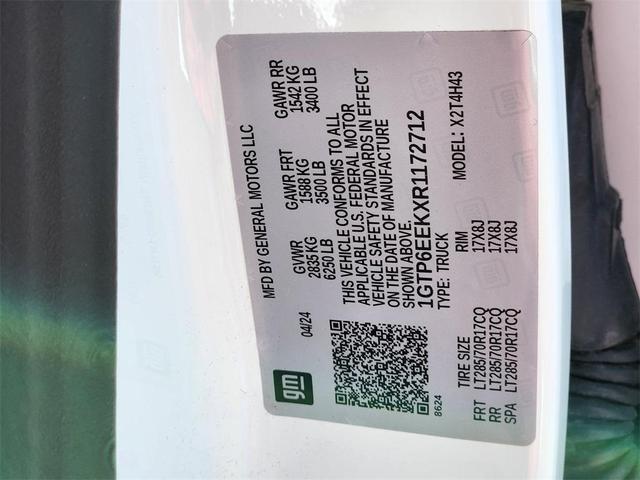 gm
04/24
MFD BY GENERAL MOTORS LLC
GVWR
2835 KG
6250 LB
GAWR FRT
1588 KG
3500 LB
GAWR RR
1542 KG
3400 LB
THIS VEHICLE CONFORMS TO ALL
APPLICABLE U.S. FEDERAL MOTOR
VEHICLE SAFETY STANDARDS IN EFFECT
ON THE DATE OF MANUFACTURE
SHOWN ABOVE.
1GTP6EEKXR1172712
TYPE: TRUCK
MODEL: X2T4H43
8624
TIRE SIZE RIM
FRT LT285/70R17CQ 17X8J
RR LT285/70R17CQ 17X8J
SPA LT285/70R17CQ 17X8J